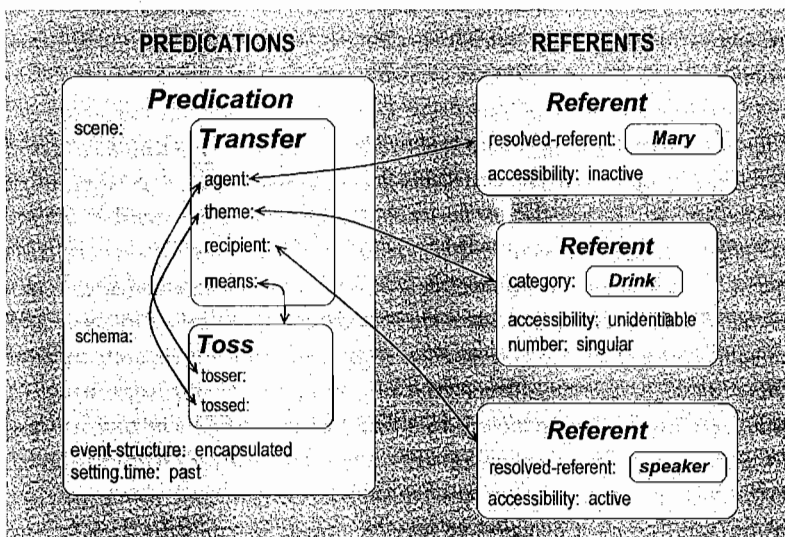 PREDICATIONS
Predication
scene:
Transfer
agent:
theme:
recipient:
means:
schema:
Toss
tosser:
tossed:
event-structure: encapsulated
setting.time: past
REFERENTS
Referent
resolved-referent: Mary
accessibility: inactive
Referent
category: Drink
accessibility: unidentiable
number: singular
Referent
resolved-referent: speaker
accessibility: active